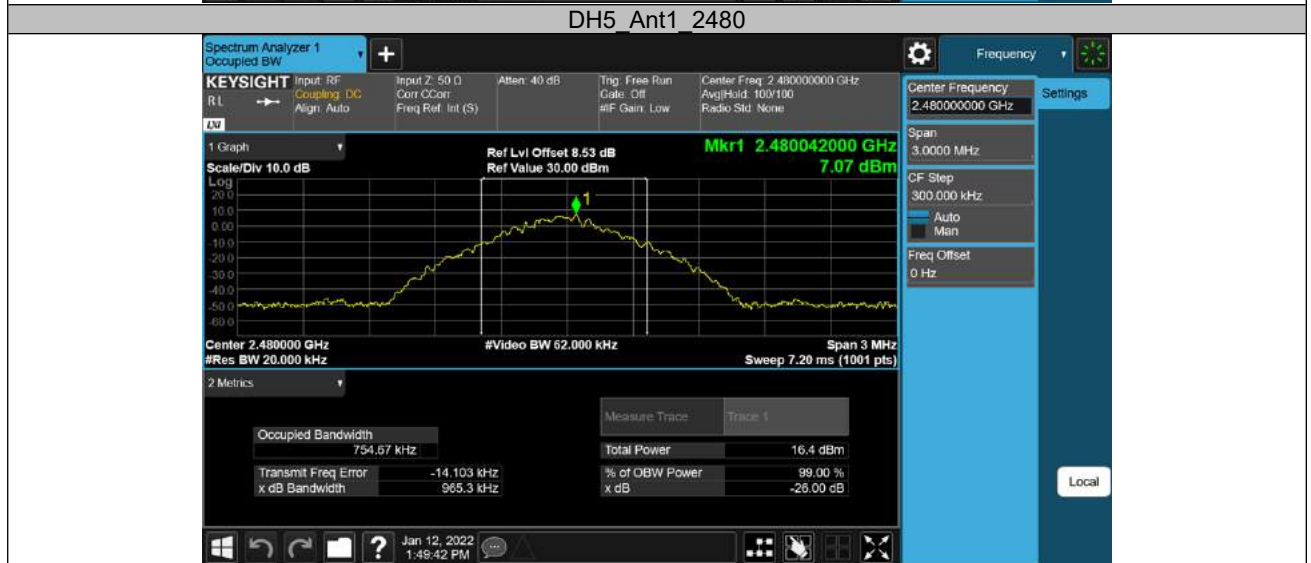 DH5_Ant1_2480
Spectrum Analyzer 1
Occupied BW
Frequency
KEYSIGHT
RL
LXI
Input: RF
Coupling: DC
Align: Auto
Input Z: 50 Ω
Corr CCorr
Freq Ref: Int (S)
Atten: 40 dB
Trig: Free Run
Gate: Off
#IF Gain: Low
Center Freq: 2.480000000 GHz
Avg|Hold: 100/100
Radio Std: None
Center Frequency
2.480000000 GHz
Settings
Span
3.0000 MHz
CF Step
300.000 kHz
Auto
Man
Freq Offset
0 Hz
1 Graph
Scale/Div 10.0 dB
Ref Lvl Offset 8.53 dB
Ref Value 30.00 dBm
Mkr1 2.480042000 GHz
7.07 dBm
Log
20.0
10.0
0.00
-10.0
-20.0
-30.0
-40.0
-50.0
-60.0
1
Center 2.480000 GHz
#Res BW 20.000 kHz
#Video BW 62.000 kHz
Span 3 MHz
Sweep 7.20 ms (1001 pts)
2 Metrics
Measure Trace Trace 1
Occupied Bandwidth
754.67 kHz
Total Power 16.4 dBm
Transmit Freq Error -14.103 kHz
% of OBW Power 99.00 %
x dB Bandwidth 965.3 kHz
x dB -26.00 dB
Local
?
Jan 12, 2022
1:49:42 PM